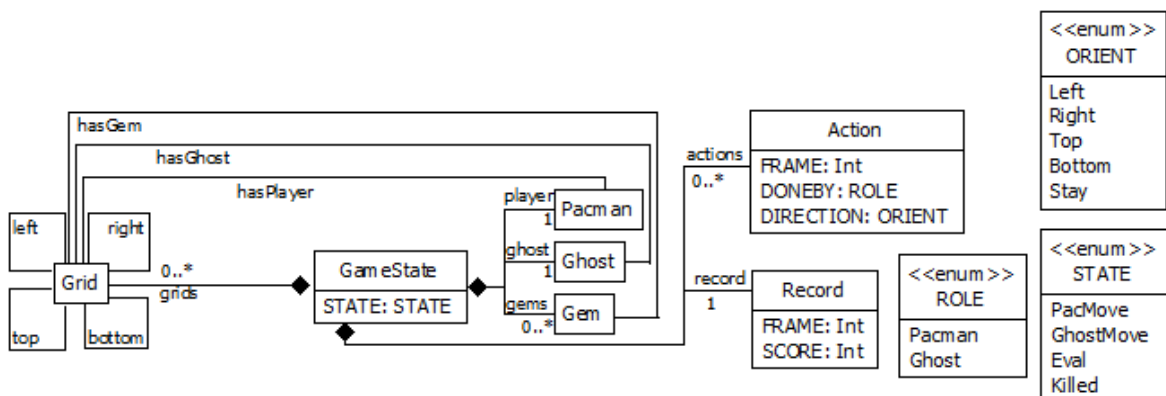 <<enum >>
ORIENT
Left
Right
Top
Bottom
Stay
hasGem
hasGhost
hasPlayer
Action
FRAME: Int
DONEBY: ROLE
DIRECTION: ORIENT
actions
0..*
player
1
Pacman
ghost
1
Ghost
gems
0..*
Gem
left
right
Grid
top
bottom
0..*
grids
GameState
STATE: STATE
record
1
Record
FRAME: Int
SCORE: Int
<<enum >>
ROLE
Pacman
Ghost
<<enum >>
STATE
PacMove
GhostMove
Eval
Killed